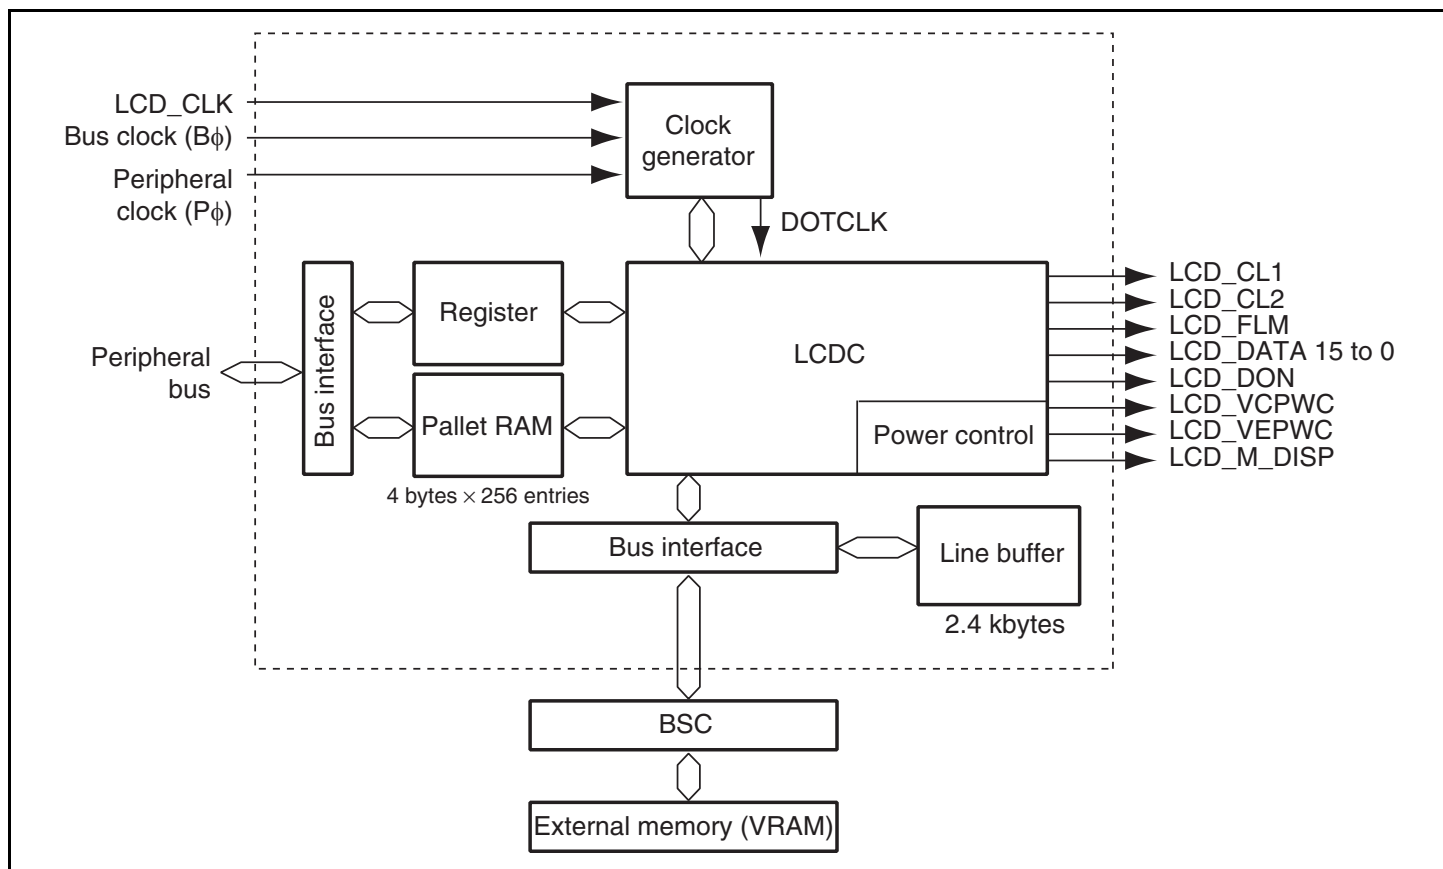 LCD_CLK
Bus clock (Bϕ)
Peripheral
clock (Pϕ)
Clock
generator
DOTCLK
Peripheral
bus
Bus interface
Register
Pallet RAM
4 bytes × 256 entries
LCDC
Power control
LCD_CL1
LCD_CL2
LCD_FLM
LCD_DATA 15 to 0
LCD_DON
LCD_VCPWC
LCD_VEPWC
LCD_M_DISP
Bus interface
Line buffer
2.4 kbytes
BSC
External memory (VRAM)